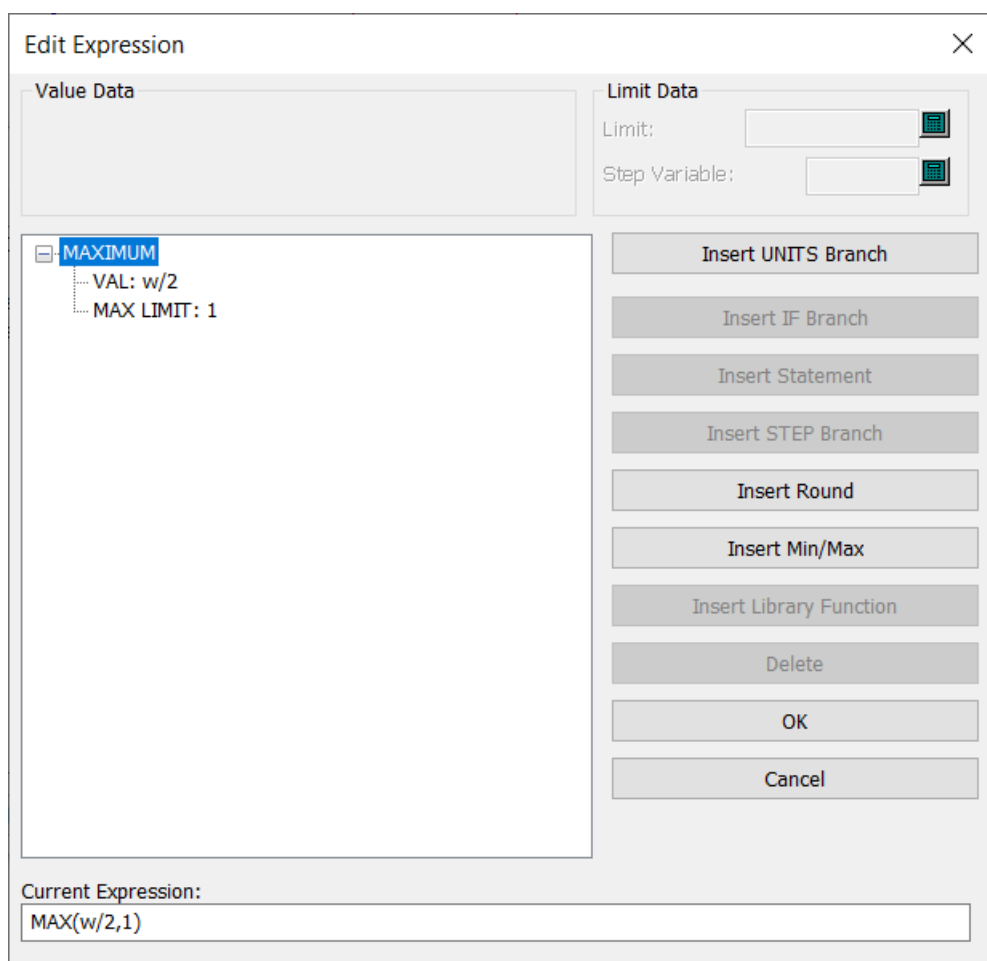 Edit Expression
Value Data
Limit Data
Limit:
Step Variable:
MAXIMUM
VAL: w/2
MAX LIMIT: 1
Insert UNITS Branch
Insert IF Branch
Insert Statement
Insert STEP Branch
Insert Round
Insert Min/Max
Insert Library Function
Delete
OK
Cancel
Current Expression:
MAX(w/2,1)